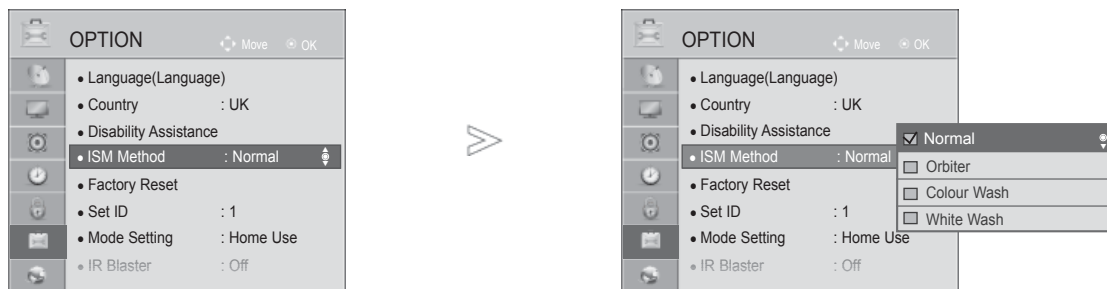 OPTION Move OK
• Language(Language)
• Country : UK
• Disability Assistance
• ISM Method : Normal
• Factory Reset
• Set ID : 1
• Mode Setting : Home Use
• IR Blaster : Off
OPTION Move OK
• Language(Language)
• Country : UK
• Disability Assistance
• ISM Method : Normal
• Factory Reset
• Set ID : 1
• Mode Setting : Home Use
• IR Blaster : Off
Normal
Orbiter
Colour Wash
White Wash